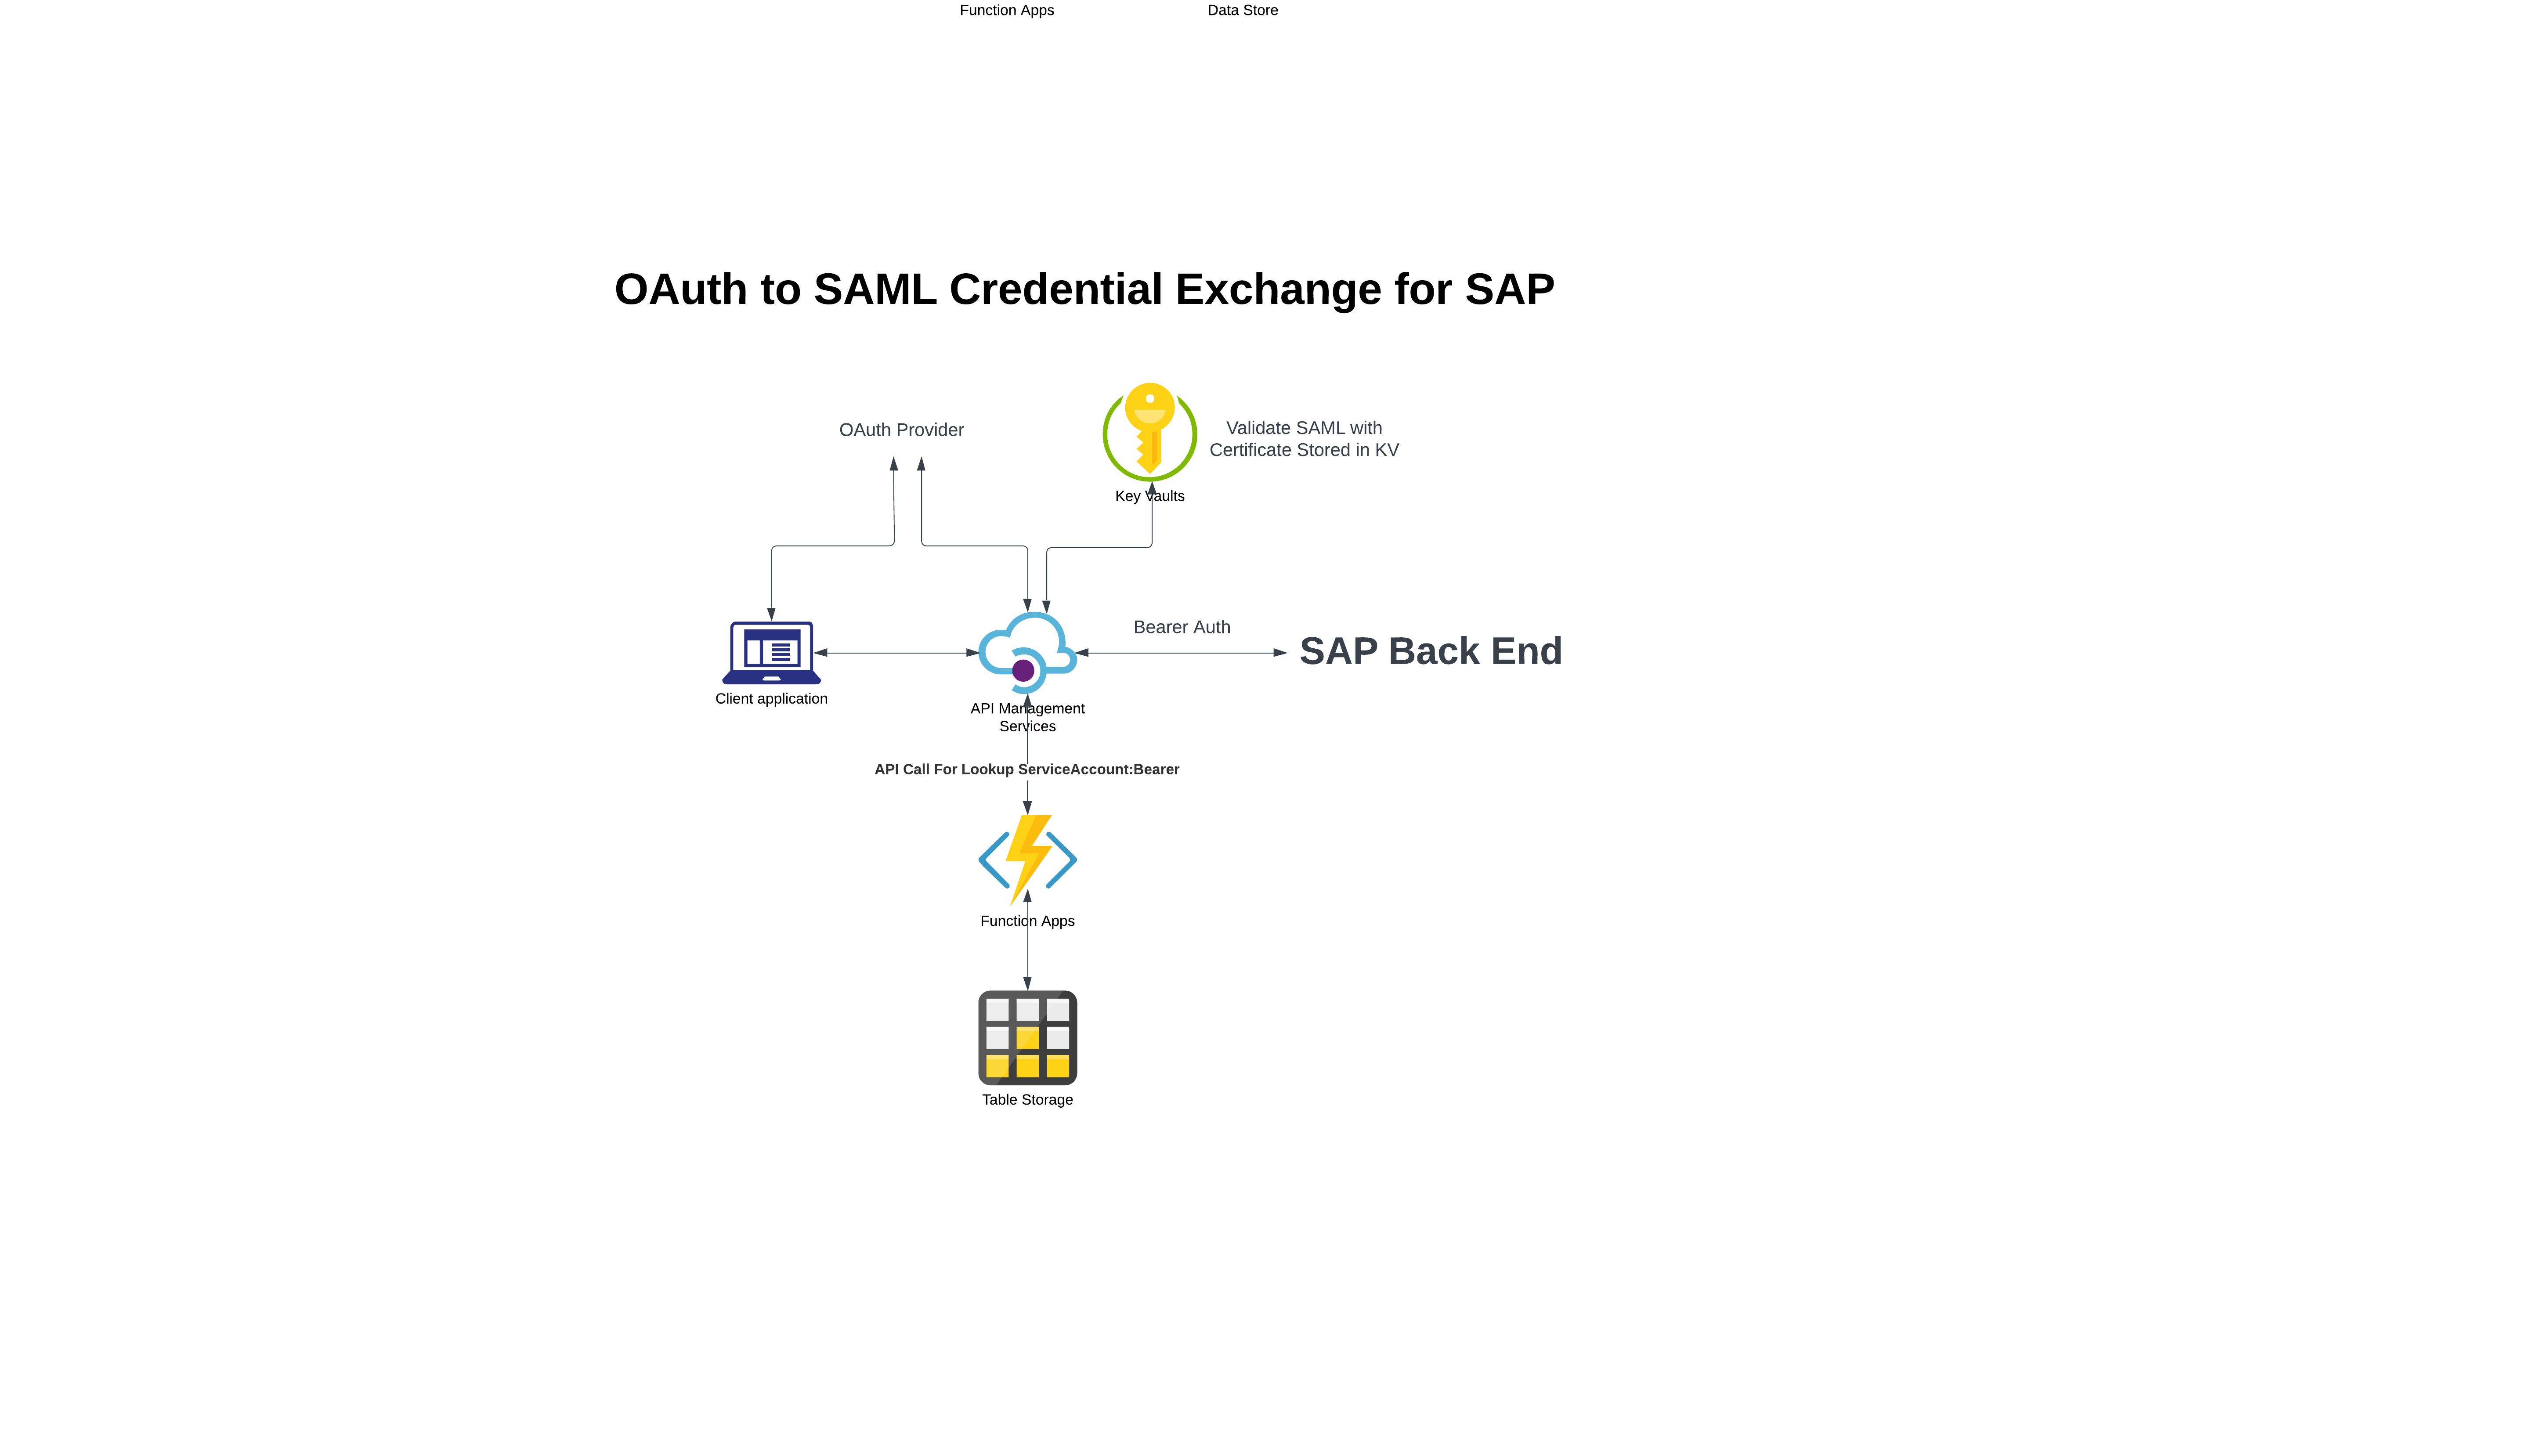 Function Apps
Data Store
OAuth to SAML Credential Exchange for SAP
OAuth Provider
Validate SAML with
Certificate Stored in KV
Key Vaults
Bearer Auth
SAP Back End
Client application
API Management
Services
API Call For Lookup ServiceAccount:Bearer
Function Apps
Table Storage